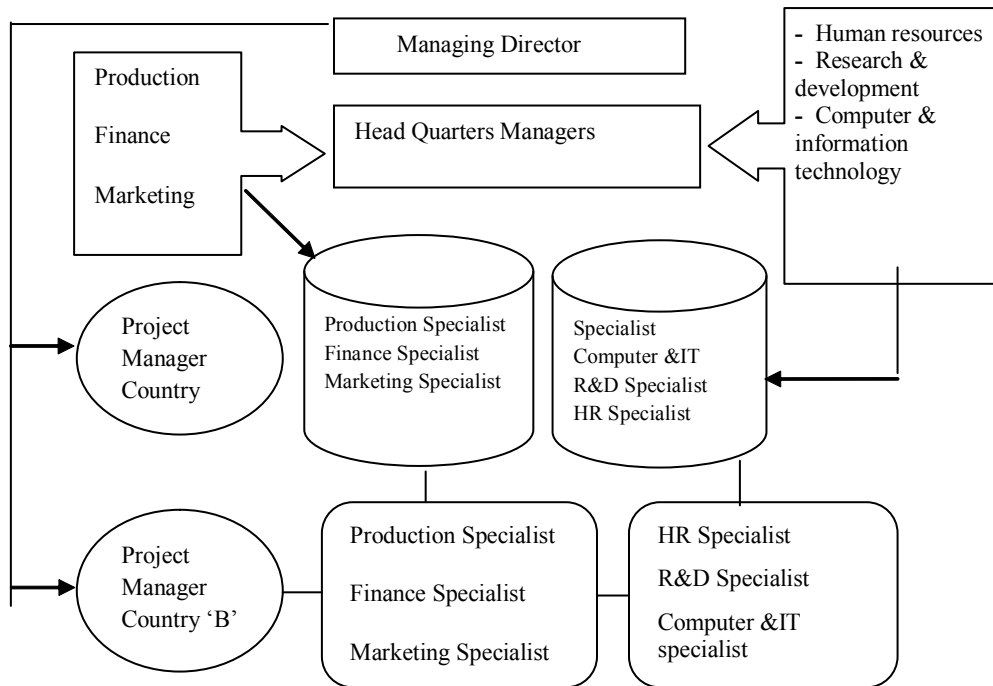 Managing Director
Production
Finance
Marketing
Head Quarters Managers
- Human resources
- Research &
development
- Computer &
information
technology
Project
Manager
Country
Production Specialist
Finance Specialist
Marketing Specialist
Specialist
Computer &IT
R&D Specialist
HR Specialist
Project
Manager
Country ‘B’
Production Specialist
Finance Specialist
Marketing Specialist
HR Specialist
R&D Specialist
Computer &IT
specialist